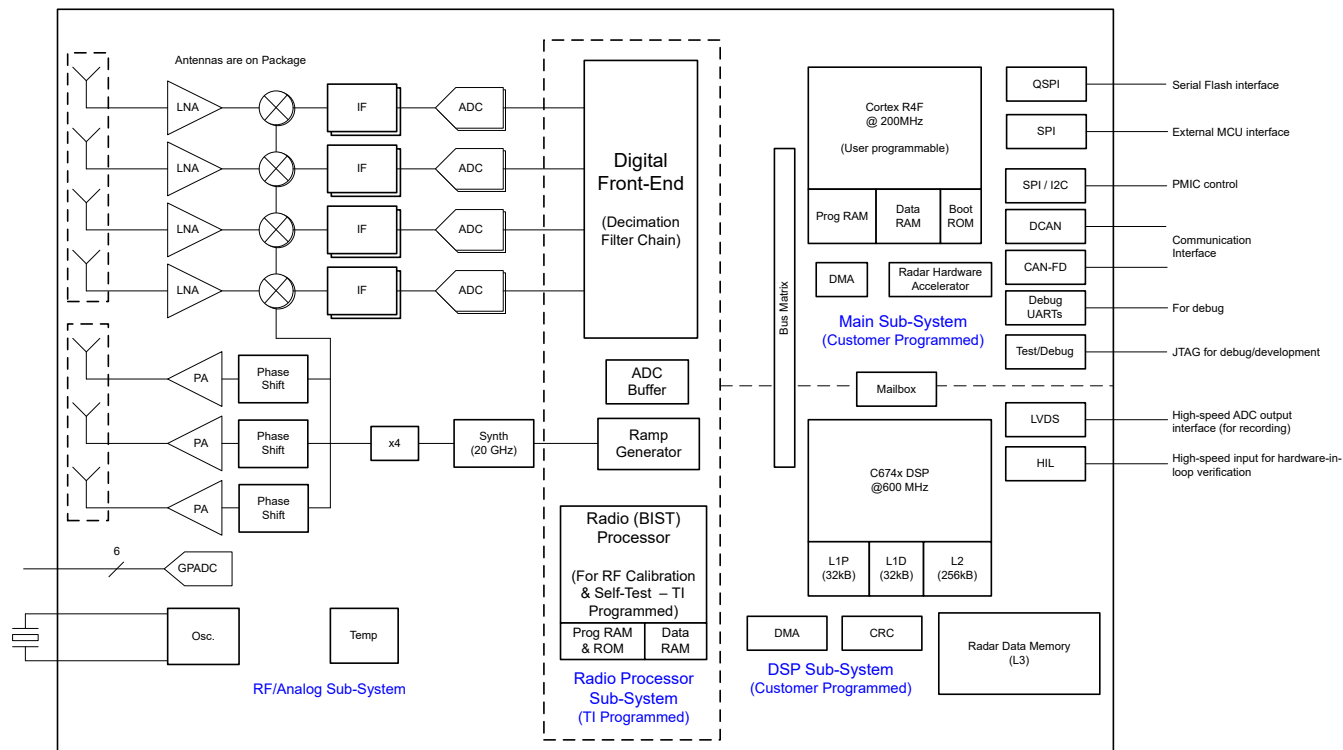 Antennas are on Package
LNA
IF
ADC
LNA
IF
ADC
LNA
IF
ADC
LNA
IF
ADC
PA
Phase
Shift
PA
Phase
Shift
PA
Phase
Shift
x4
Synth
(20 GHz)
6
GPADC
Osc.
Temp
RF/Analog Sub-System
Digital
Front-End
(Decimation
Filter Chain)
ADC
Buffer
Ramp
Generator
Radio (BIST)
Processor
(For RF Calibration
& Self-Test – TI
Programmed)
Prog RAM
& ROM
Data
RAM
Radio Processor
Sub-System
(TI Programmed)
Bus Matrix
Cortex R4F
@ 200MHz
(User programmable)
Prog RAM
Data
RAM
Boot
ROM
DMA
Radar Hardware
Accelerator
Main Sub-System
(Customer Programmed)
Mailbox
C674x DSP
@600 MHz
L1P
(32kB)
L1D
(32kB)
L2
(256kB)
DMA
CRC
DSP Sub-System
(Customer Programmed)
Radar Data Memory
(L3)
QSPI
Serial Flash interface
SPI
External MCU interface
SPI / I2C
PMIC control
DCAN
CAN-FD
Communication
Interface
Debug
UARTs
For debug
Test/Debug
JTAG for debug/development
LVDS
High-speed ADC output
interface (for recording)
HIL
High-speed input for hardware-in-
loop verification